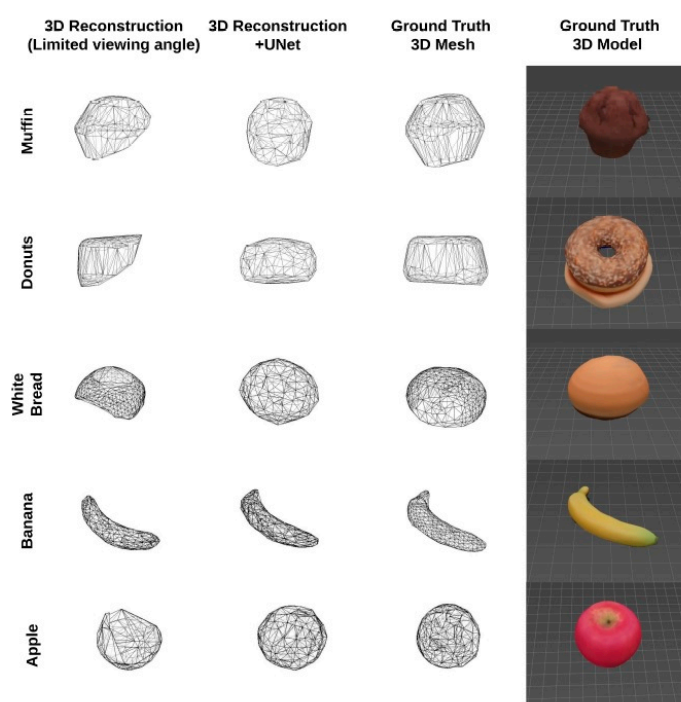 3D Reconstruction
(Limited viewing angle)
3D Reconstruction
+UNet
Ground Truth
3D Mesh
Ground Truth
3D Model
Muffin
Donuts
White
Bread
Banana
Apple